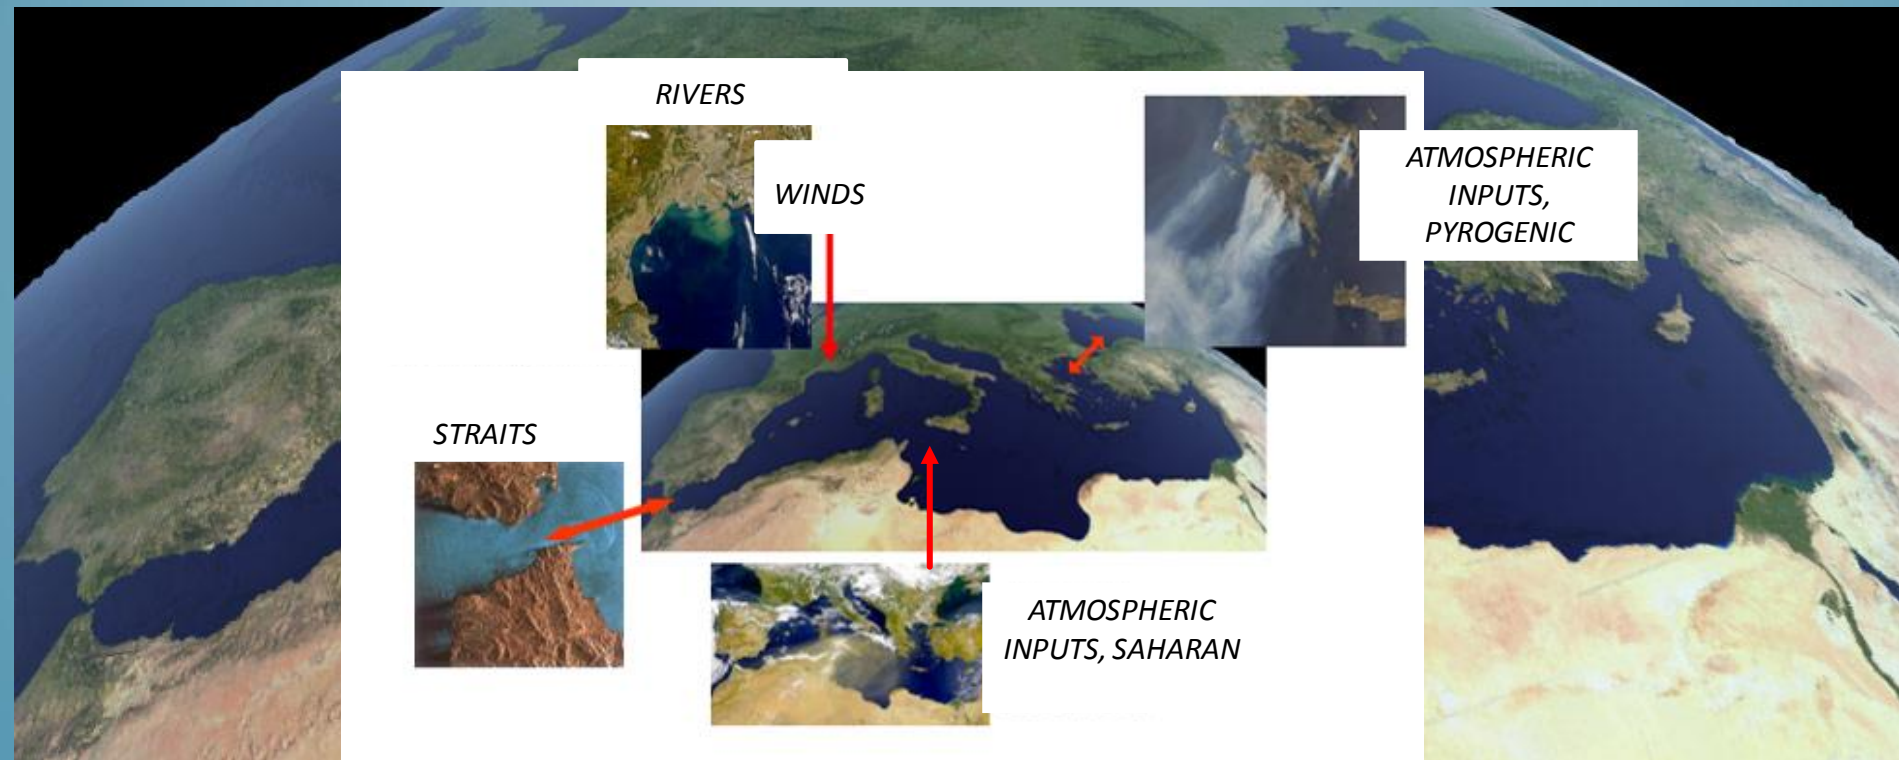 RIVERS
WINDS
ATMOSPHERIC
INPUTS,
PYROGENIC
STRAITS
ATMOSPHERIC
INPUTS, SAHARAN